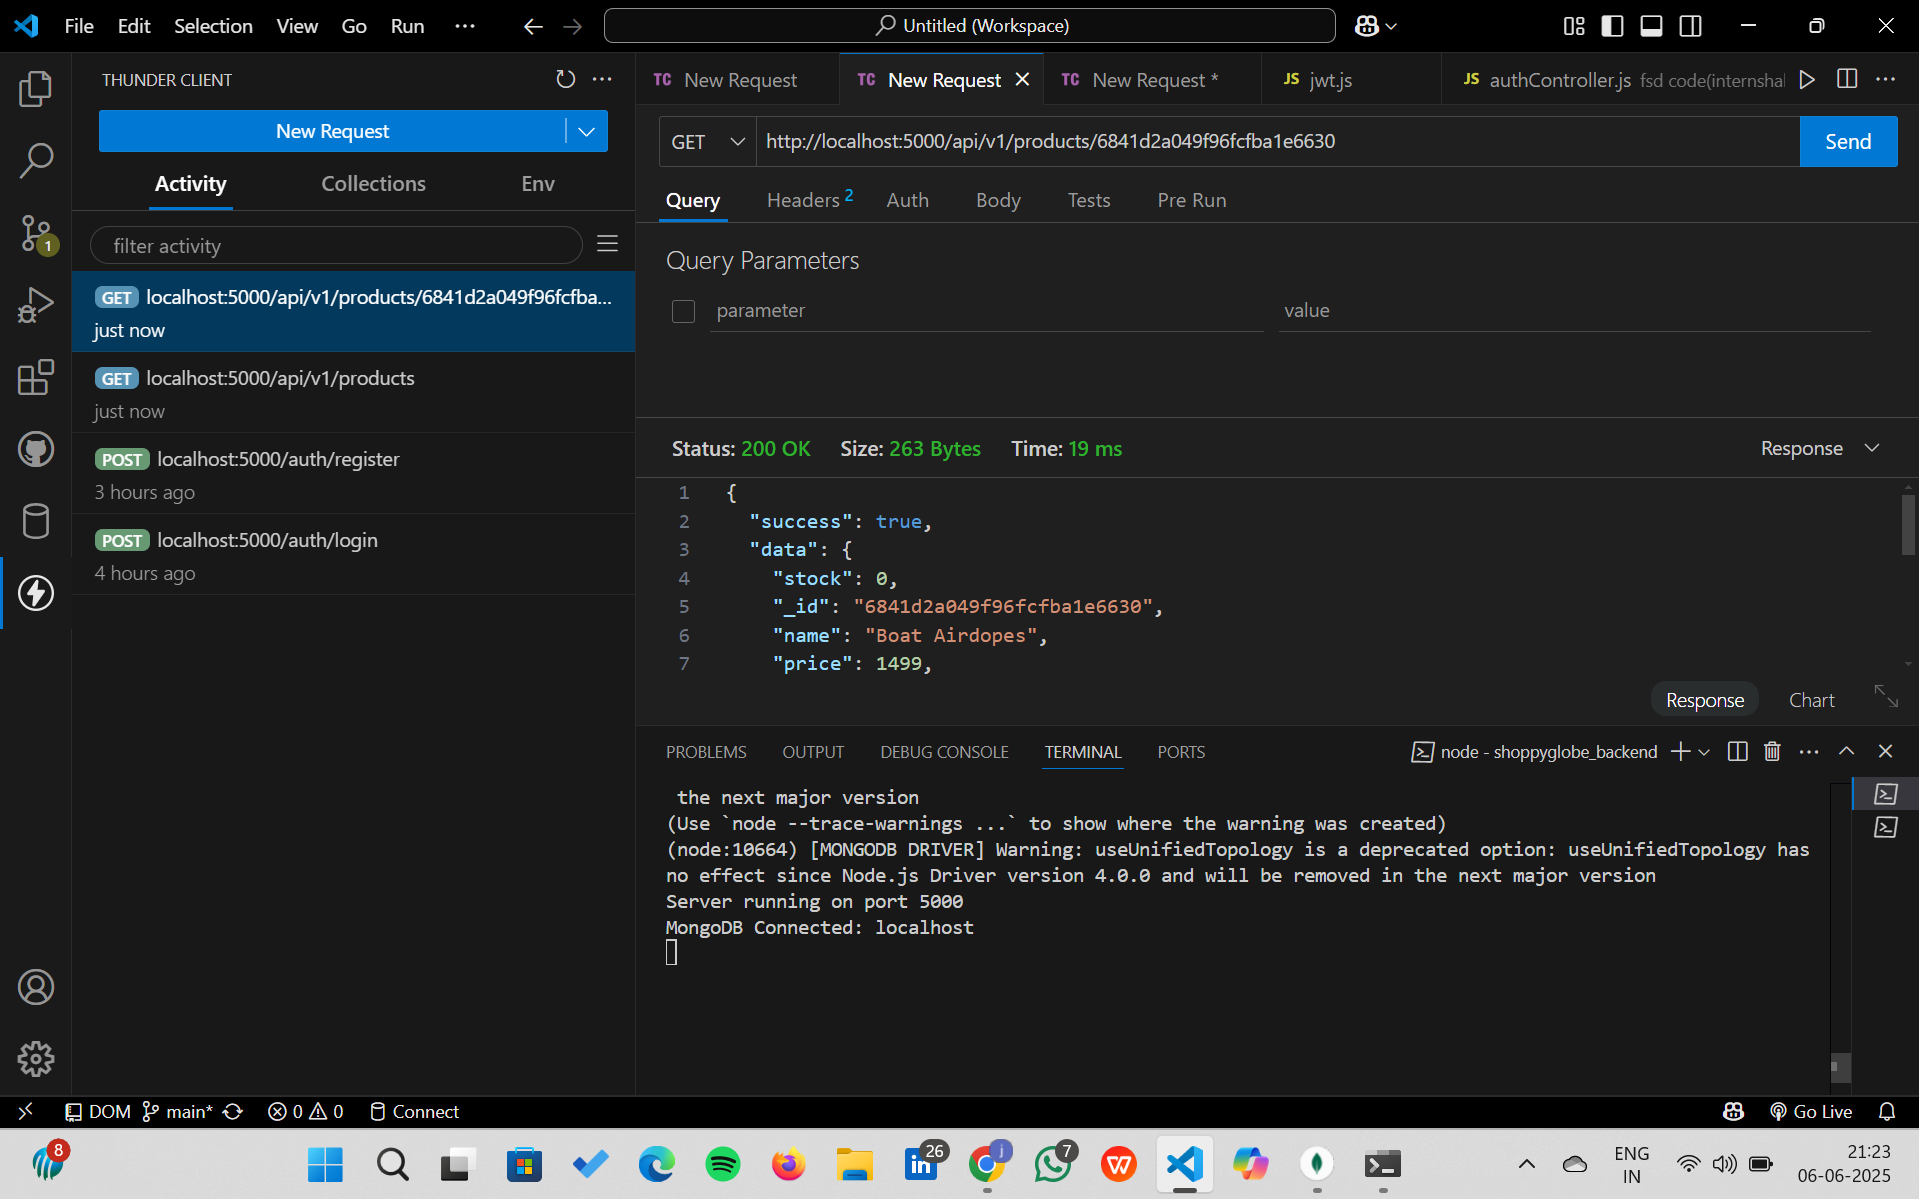 File Edit Selection View Go Run ··· Untitled (Workspace)
THUNDER CLIENT
New Request
Activity Collections Env
filter activity
GET localhost:5000/api/v1/products/6841d2a049f96fcfba...
just now
GET localhost:5000/api/v1/products
just now
POST localhost:5000/auth/register
3 hours ago
POST localhost:5000/auth/login
4 hours ago
1
TC New Request TC New Request TC New Request * JS jwt.js JS authController.js fsd code(internshal
GET http://localhost:5000/api/v1/products/6841d2a049f96fcfba1e6630 Send
Query Headers 2 Auth Body Tests Pre Run
Query Parameters
parameter value
Status: 200 OK Size: 263 Bytes Time: 19 ms Response
1 {
2 "success": true,
3 "data": {
4 "stock": 0,
5 "_id": "6841d2a049f96fcfba1e6630",
6 "name": "Boat Airdopes",
7 "price": 1499,
Response Chart
PROBLEMS OUTPUT DEBUG CONSOLE TERMINAL PORTS node - shoppyglobe_backend
the next major version
(Use `node --trace-warnings ...` to show where the warning was created)
(node:10664) [MONGODB DRIVER] Warning: useUnifiedTopology is a deprecated option: useUnifiedTopology has
no effect since Node.js Driver version 4.0.0 and will be removed in the next major version
Server running on port 5000
MongoDB Connected: localhost
DOM main* 0 0 Connect Go Live
8 26 j 7 ENG IN 21:23
06-06-2025